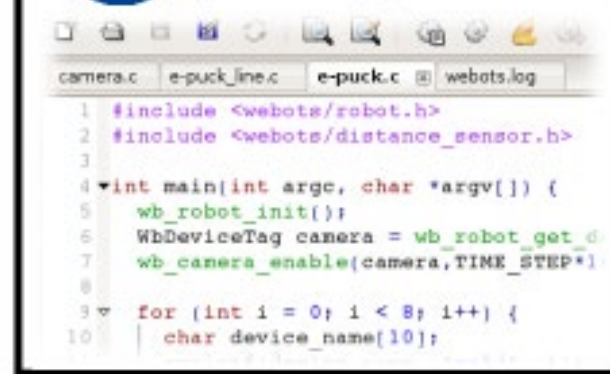 camera.c e-puck_line.c e-puck.c webots.log
1 #include <webots/robot.h>
2 #include <webots/distance_sensor.h>
3
4 int main(int argc, char *argv[]) {
5 wb_robot_init();
6 WbDeviceTag camera = wb_robot_get_d
7 wb_camera_enable(camera,TIME_STEP*1
8
9 for (int i = 0; i < 8; i++) {
10 char device_name[10];